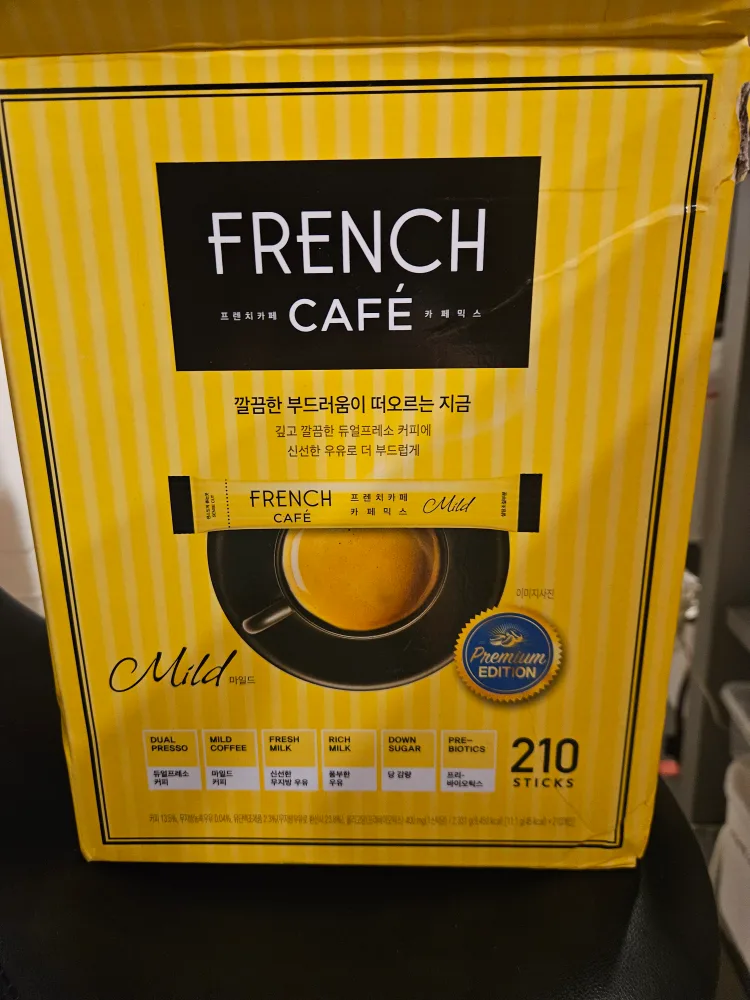 FRENCH
프렌치카페 CAFÉ 카페믹스
깔끔한 부드러움이 떠오르는 지금
깊고 깔끔한 듀얼프레소 커피에
신선한 우유로 더 부드럽게
FRENCH CAFÉ
프렌치카페
카페믹스
Mild
이미지사진
Mild 마일드
Premium
EDITION
DUAL PRESSO
듀얼프레소 커피
MILD COFFEE
마일드 커피
FRESH MILK
신선한 무지방 우유
RICH MILK
풍부한 우유
DOWN SUGAR
당 감량
PRE-BIOTICS
프리-바이오틱스
210
STICKS